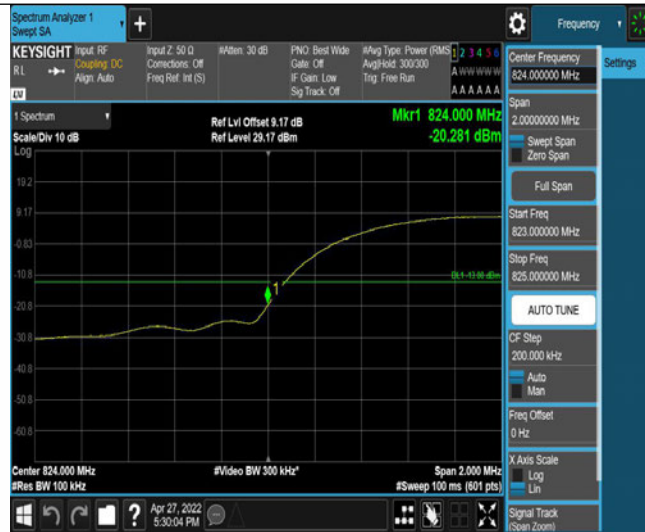 Spectrum Analyzer 1
Swept SA
+
Frequency
KEYSIGHT
RL
Input: RF
Coupling: DC
Align: Auto
Input Z: 50 Ω
Corrections: Off
Freq Ref: Int (S)
#Atten: 30 dB
PNO: Best Wide
Gate: Off
IF Gain: Low
Sig Track: Off
#Avg Type: Power (RMS
Avg|Hold: 300/300
Trig: Free Run
1 2 3 4 5 6
A W W W W W
A A A A A A
1 Spectrum
Scale/Div 10 dB
Log
Ref Lvl Offset 9.17 dB
Ref Level 29.17 dBm
Mkr1 824.000 MHz
-20.281 dBm
19.2
9.17
-0.83
-10.8
-20.8
-30.8
-40.8
-50.8
-60.8
DL1 -13.00 dBm
1
Center 824.000 MHz
#Res BW 100 kHz
#Video BW 300 kHz*
Span 2.000 MHz
#Sweep 100 ms (601 pts)
Apr 27, 2022
5:30:04 PM
?
Settings
Center Frequency
824.000000 MHz
Span
2.00000000 MHz
Swept Span
Zero Span
Full Span
Start Freq
823.000000 MHz
Stop Freq
825.000000 MHz
AUTO TUNE
CF Step
200.000 kHz
Auto
Man
Freq Offset
0 Hz
X Axis Scale
Log
Lin
Signal Track
(Span Zoom)